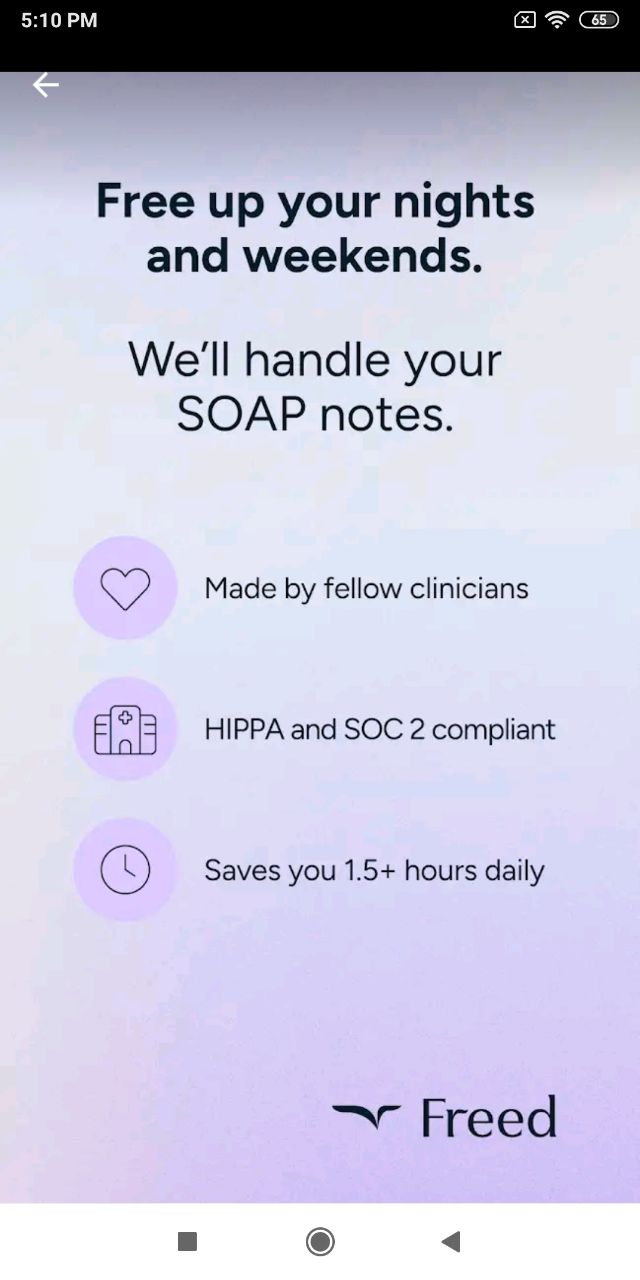 5:10 PM
65
Free up your nights
and weekends.
We’ll handle your
SOAP notes.
Made by fellow clinicians
HIPPA and SOC 2 compliant
Saves you 1.5+ hours daily
Freed